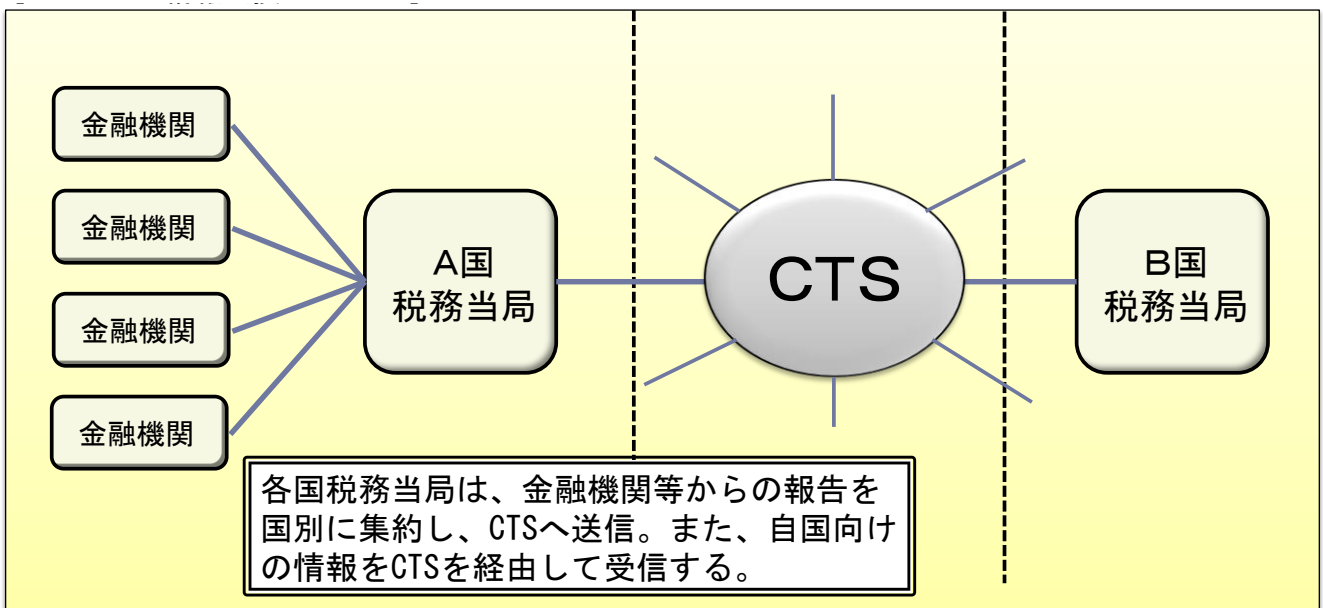 金融機関
金融機関
金融機関
金融機関
A国
税務当局
CTS
B国
税務当局
各国税務当局は、金融機関等からの報告を
国別に集約し、CTSへ送信。また、自国向け
の情報をCTSを経由して受信する。